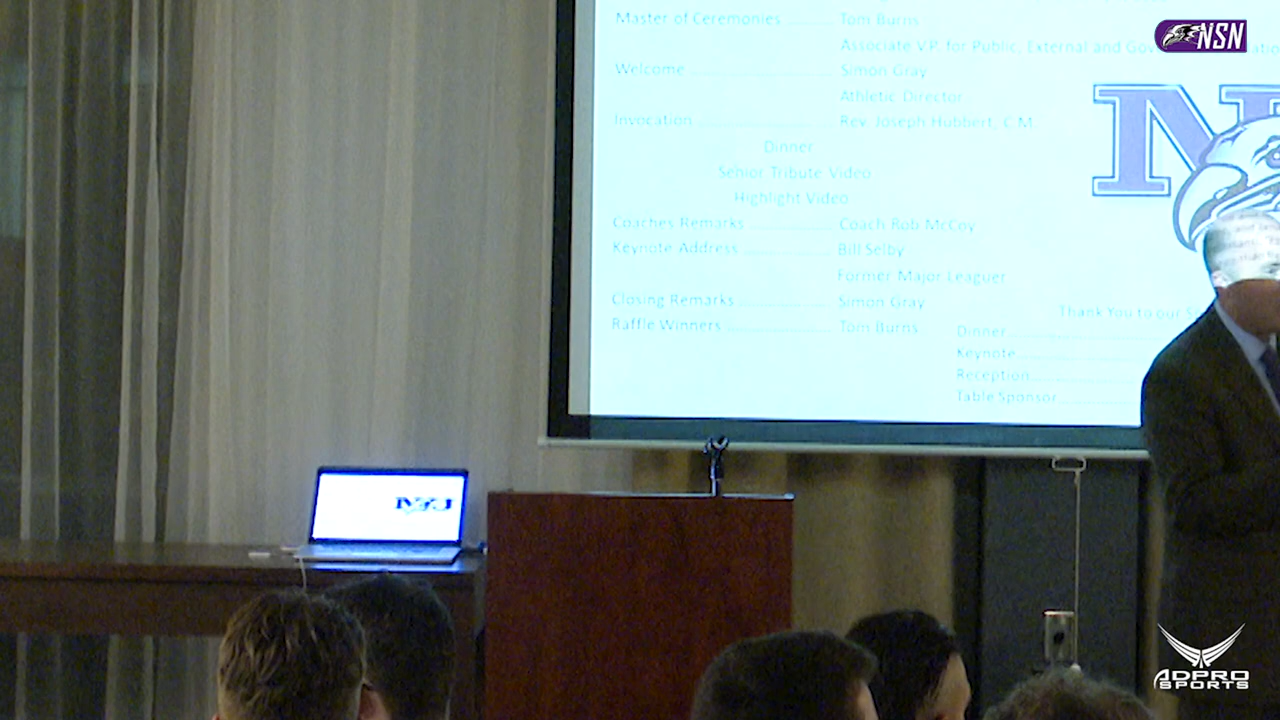 Master of Ceremonies .......... Tom Burns
Associate V.P. for Public, External and
Welcome .......... Simon Gray
Athletic Director
Invocation .......... Rev. Joseph Hubbert, C.M.
Dinner
Senior Tribute Video
Highlight Video
Coaches Remarks .......... Coach Rob McCoy
Keynote Address .......... Bill Selby
Former Major Leaguer
Closing Remarks .......... Simon Gray
Raffle Winners .......... Tom Burns
Thank You to our
Dinner
Keynote
Reception
Table Sponsor
NSN
ADPRO
SPORTS